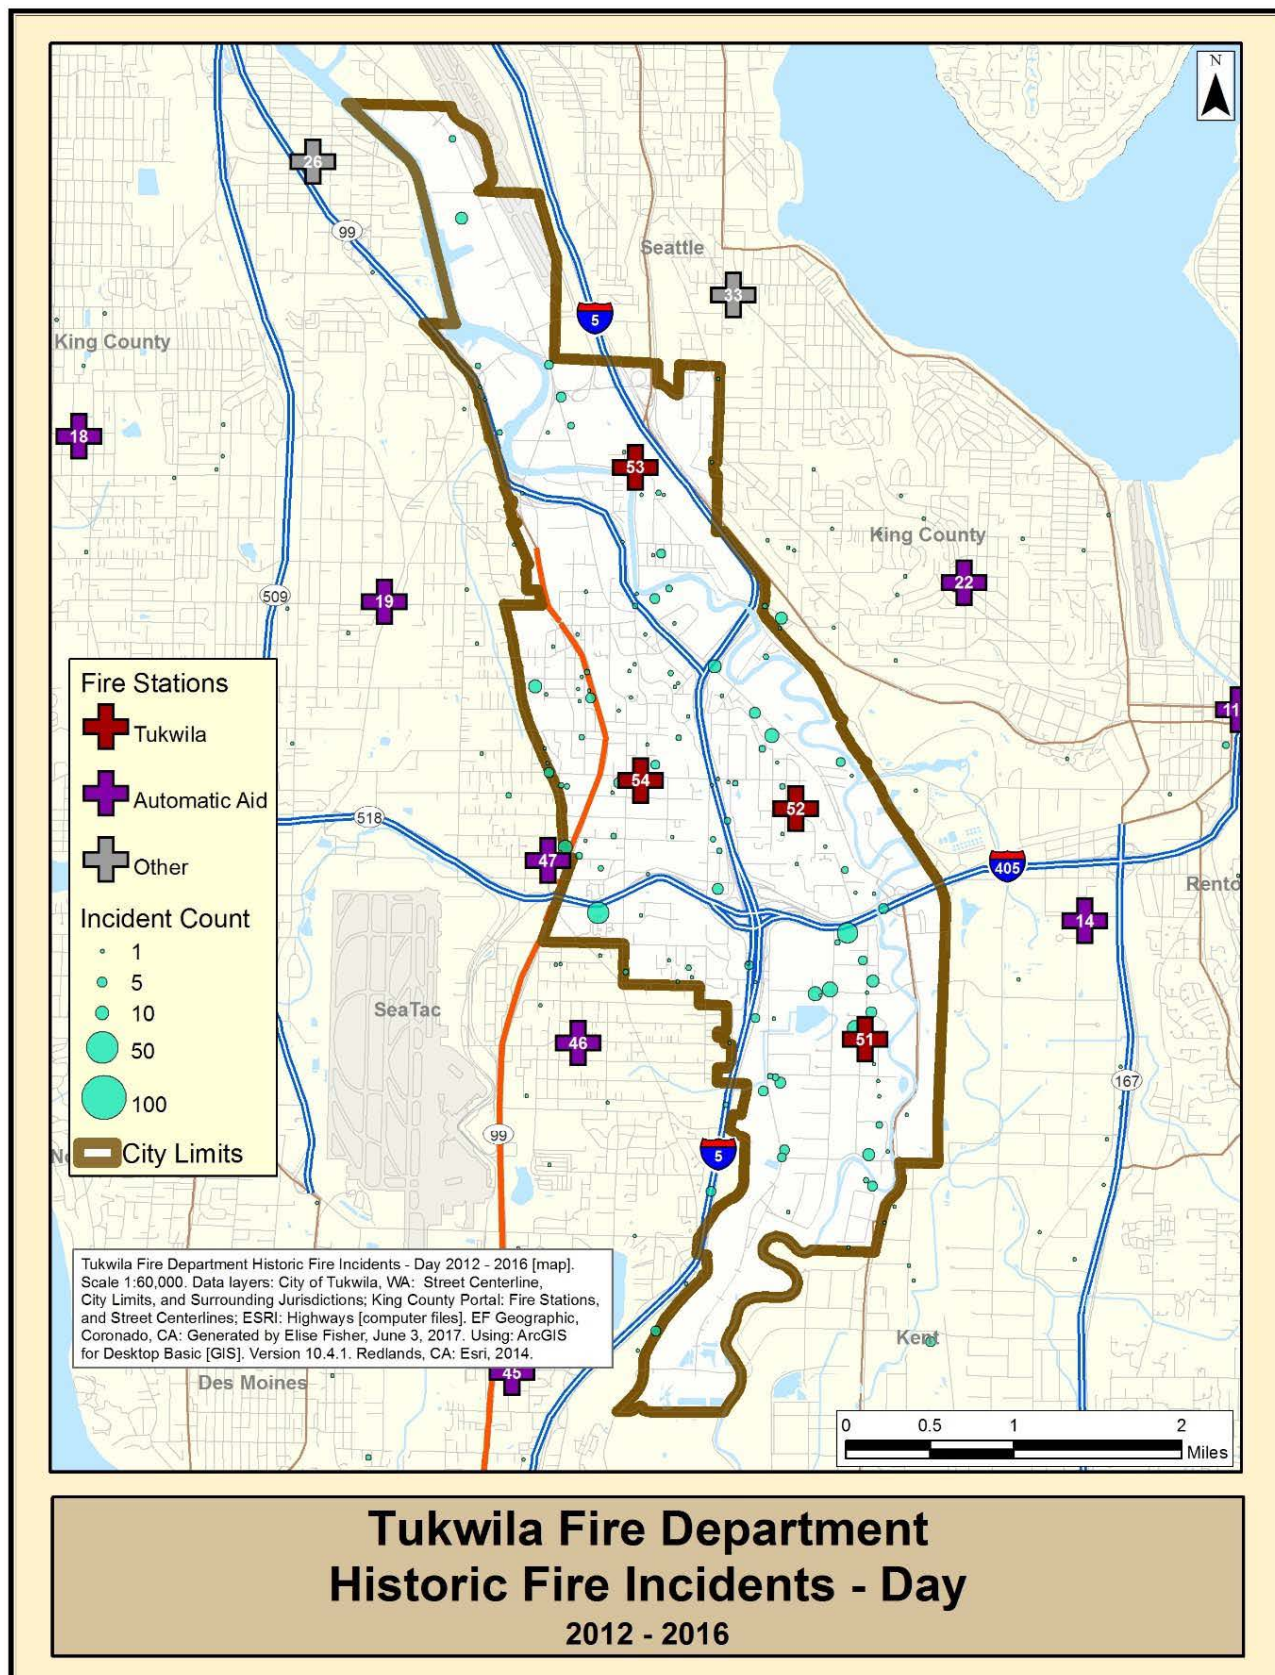 N
26
99
Seattle
33
5
King County
18
53
King County
22
19
509
Fire Stations
Tukwila
Automatic Aid
Other
Incident Count
1
5
10
50
100
City Limits
11
54
52
518
47
405
Rento
14
SeaTac
46
51
167
99
5
No
Tukwila Fire Department Historic Fire Incidents - Day 2012 - 2016 [map].
Scale 1:60,000. Data layers: City of Tukwila, WA: Street Centerline,
City Limits, and Surrounding Jurisdictions; King County Portal: Fire Stations,
and Street Centerlines; ESRI: Highways [computer files]. EF Geographic,
Coronado, CA: Generated by Elise Fisher, June 3, 2017. Using: ArcGIS
for Desktop Basic [GIS]. Version 10.4.1. Redlands, CA: Esri, 2014.
Kent
45
Des Moines
0 0.5 1 2
Miles
Tukwila Fire Department
Historic Fire Incidents - Day
2012 - 2016